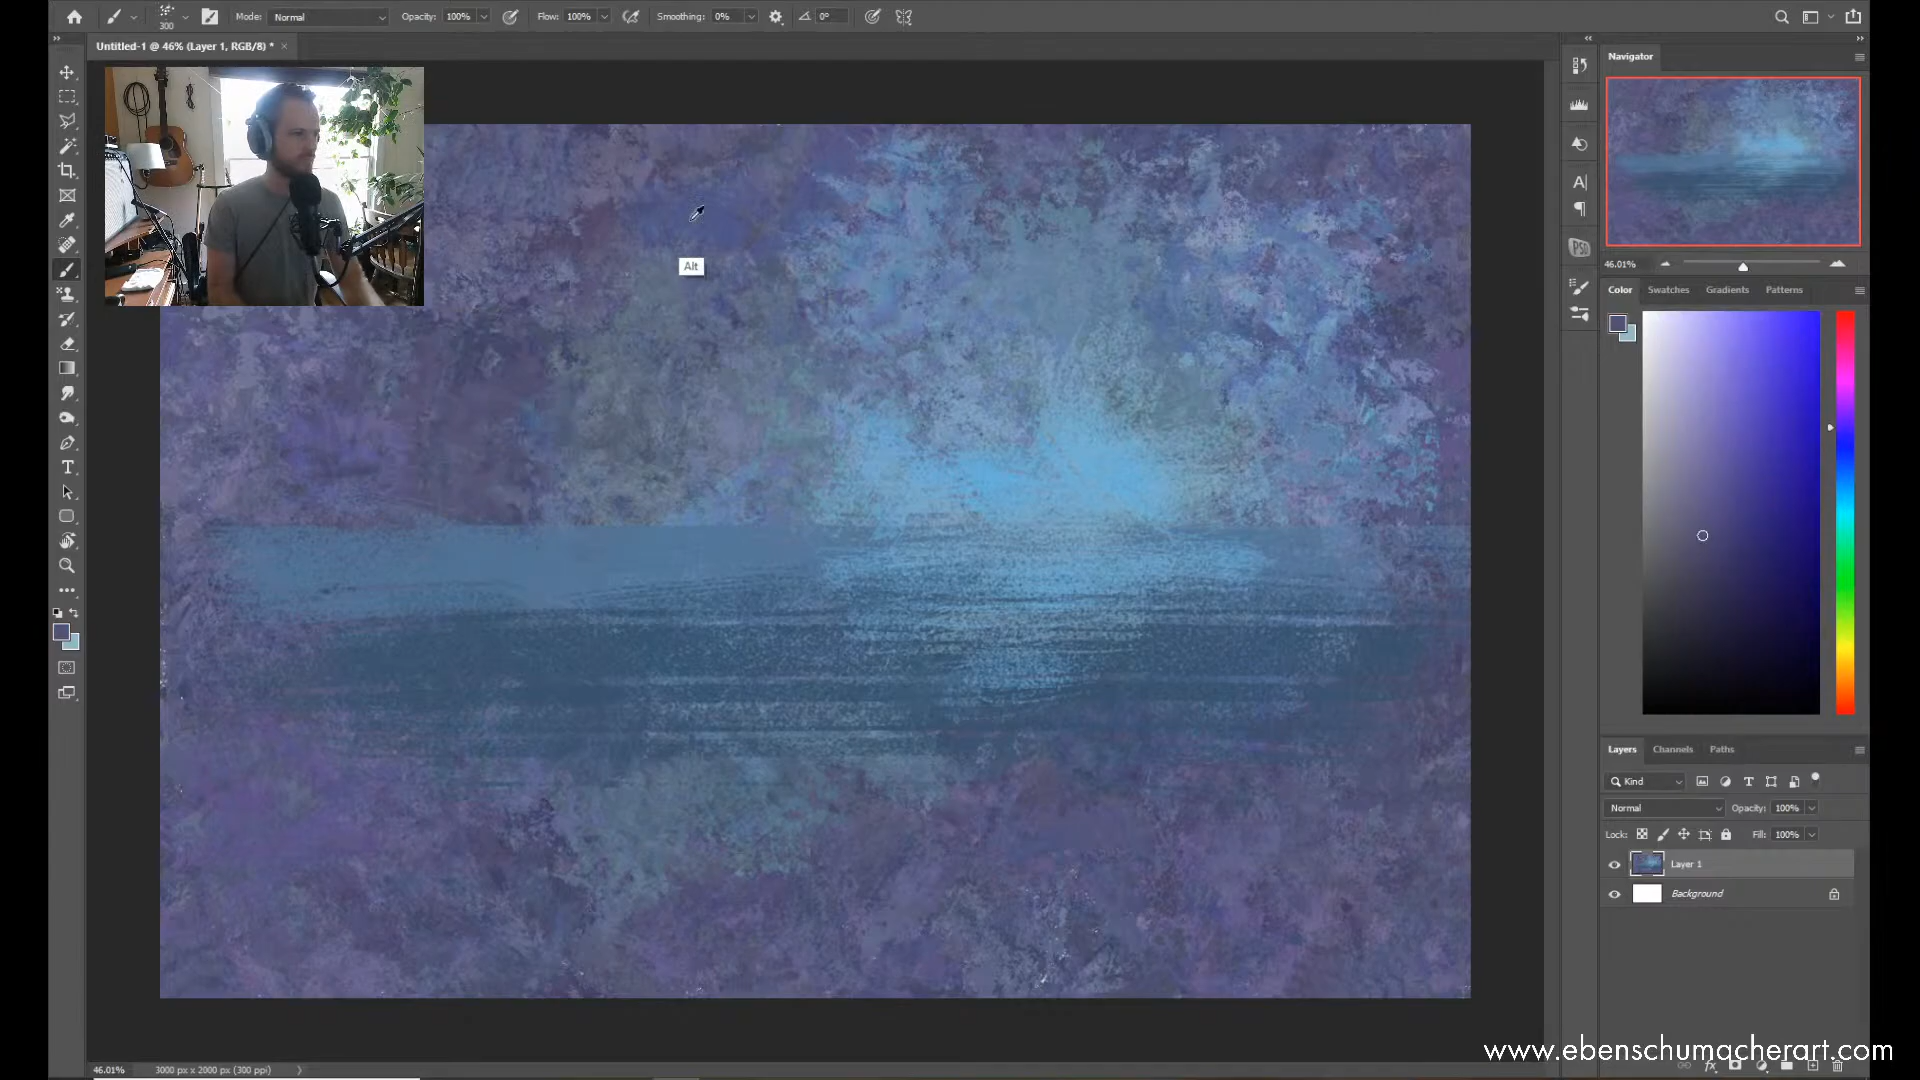 300
Mode: Normal
Opacity: 100%
Flow: 100%
Smoothing: 0%
0°
Untitled-1 @ 46% (Layer 1, RGB/8) *
Navigator
Alt
46.01%
Color Swatches Gradients Patterns
Layers Channels Paths
Kind
Normal Opacity: 100%
Lock: Fill: 100%
Layer 1
Background
www.ebenschumacherart.com
46.01% 3000 px x 2000 px (300 ppi)